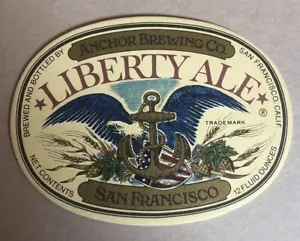 ANCHOR BREWING CO.
BREWED AND BOTTLED BY
SAN FRANCISCO, CALIF
LIBERTY ALE
®
TRADEMARK
NET CONTENTS
12 FLUID OUNCES
SAN FRANCISCO